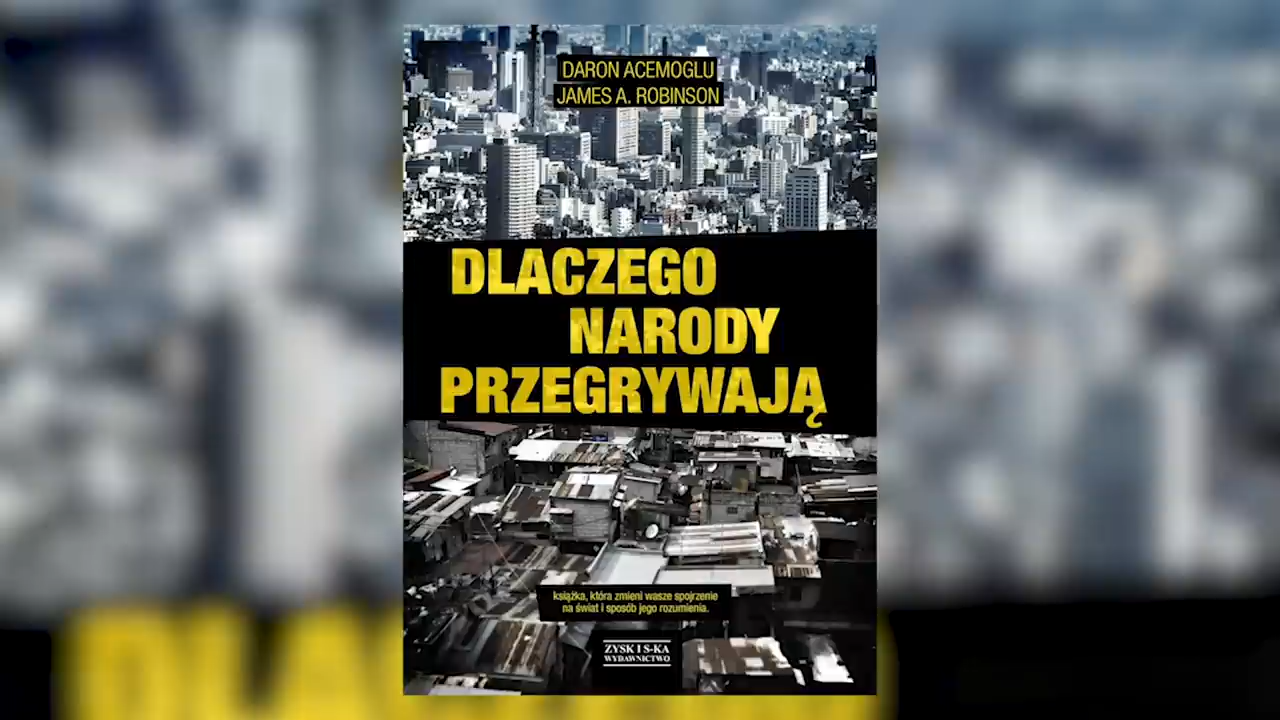 DARON ACEMOGLU
JAMES A. ROBINSON
DLACZEGO
NARODY
PRZEGRYWAJĄ
książka, która zmieni wasze spojrzenie
na świat i sposób jego rozumienia.
ZYSK I S-KA
WYDAWNICTWO